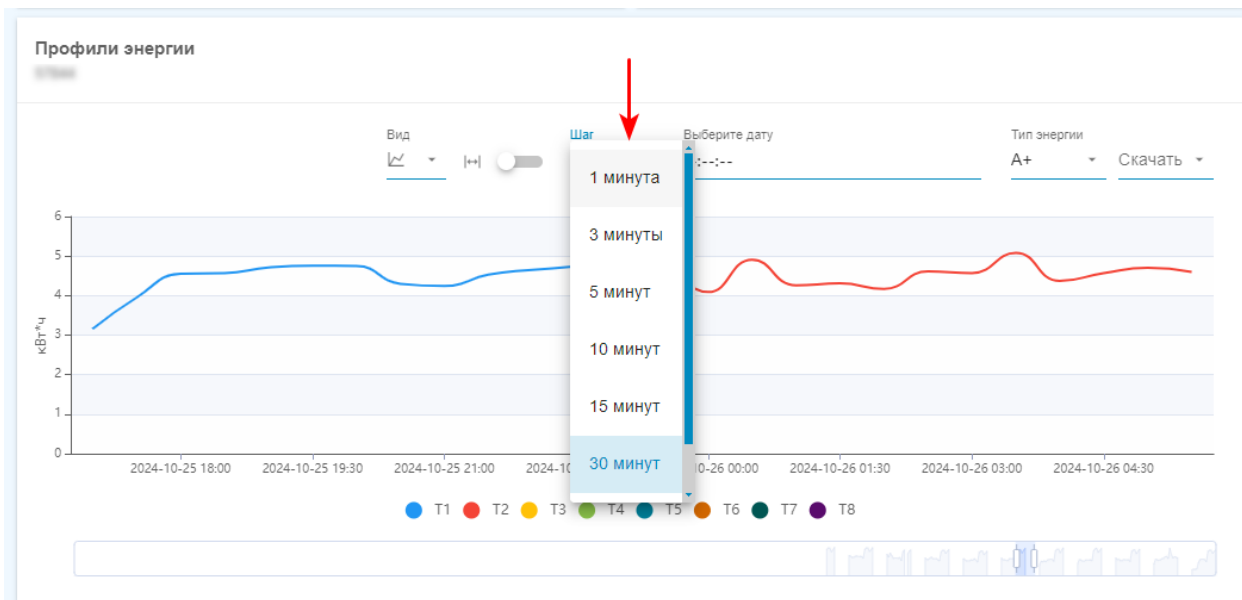 Профили энергии
Вид
Шаг
Выберите дату
Тип энергии
:--:--
A+
Скачать
1 минута
3 минуты
5 минут
10 минут
15 минут
30 минут
кВт*ч
6
5
4
3
2
1
0
2024-10-25 18:00 2024-10-25 19:30 2024-10-25 21:00 2024-10 0-26 00:00 2024-10-26 01:30 2024-10-26 03:00 2024-10-26 04:30
T1 T2 T3 T4 T5 T6 T7 T8